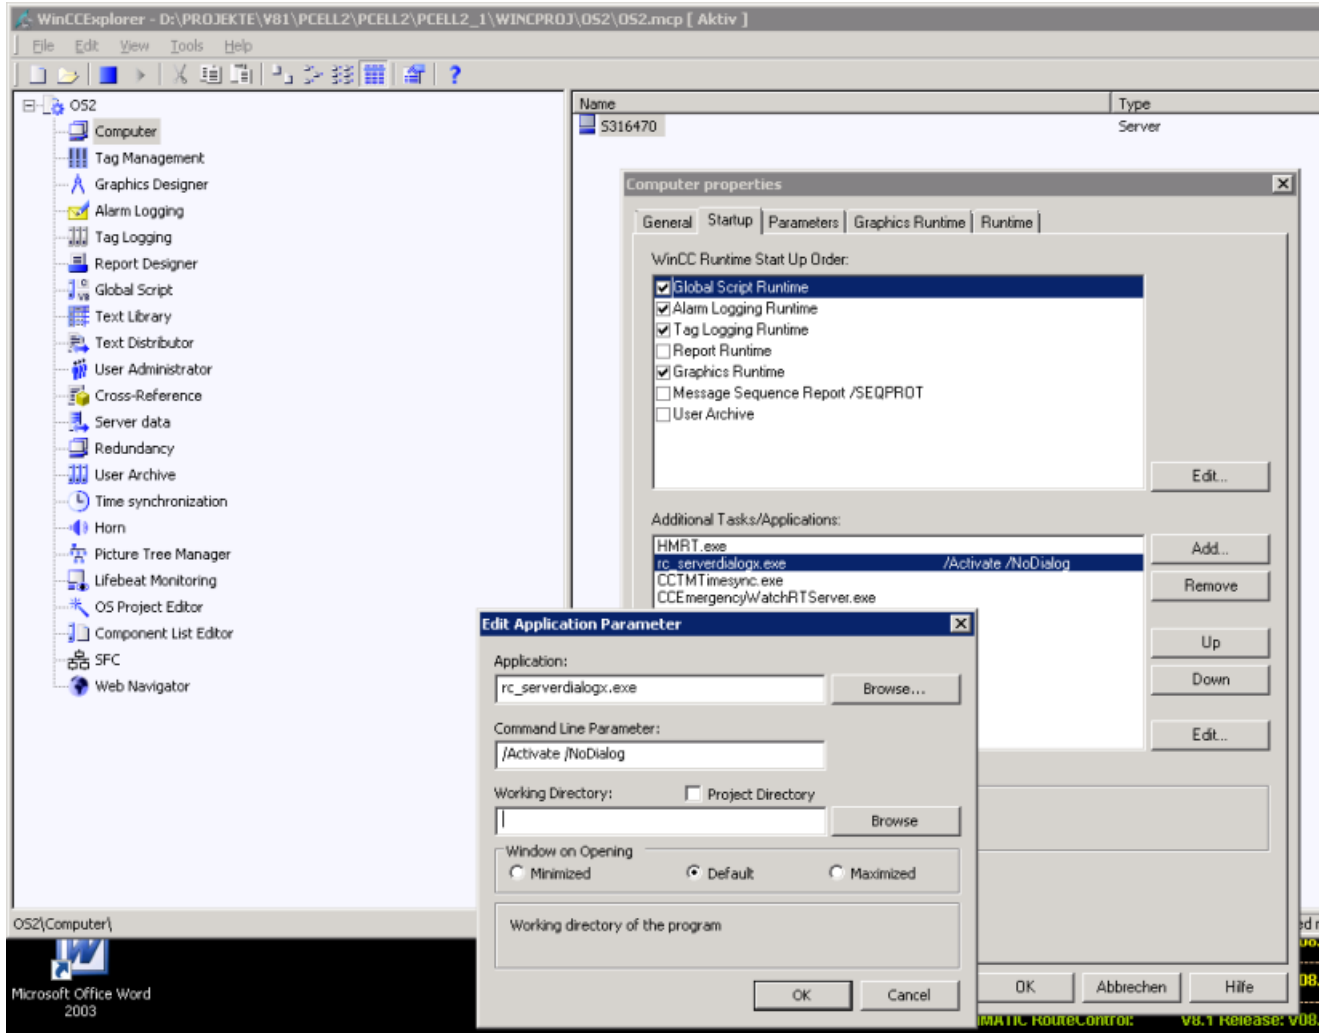 WinCCExplorer - D:\PROJEKTE\V81\PCELL2\PCELL2\PCELL2_1\WINCPROJ\OS2\OS2.mcp [ Aktiv ]
File Edit View Tools Help
OS2
Computer
Tag Management
Graphics Designer
Alarm Logging
Tag Logging
Report Designer
Global Script
Text Library
Text Distributor
User Administrator
Cross-Reference
Server data
Redundancy
User Archive
Time synchronization
Horn
Picture Tree Manager
Lifebeat Monitoring
OS Project Editor
Component List Editor
SFC
Web Navigator
Name Type
S316470 Server
Computer properties
General Startup Parameters Graphics Runtime Runtime
WinCC Runtime Start Up Order:
Global Script Runtime
Alarm Logging Runtime
Tag Logging Runtime
Report Runtime
Graphics Runtime
Message Sequence Report /SEQPROT
User Archive
Edit...
Additional Tasks/Applications:
HMRT.exe
rc_serverdialogx.exe /Activate /NoDialog
CCTMTimesync.exe
CCEmergencyWatchRTServer.exe
Add...
Remove
Up
Down
Edit...
OK Abbrechen Hilfe
Edit Application Parameter
Application:
rc_serverdialogx.exe Browse...
Command Line Parameter:
/Activate /NoDialog
Working Directory: Project Directory
Browse
Window on Opening
Minimized Default Maximized
Working directory of the program
OK Cancel
OS2\Computer\
Microsoft Office Word
2003
RouteControl: V8.1 Release: V08.